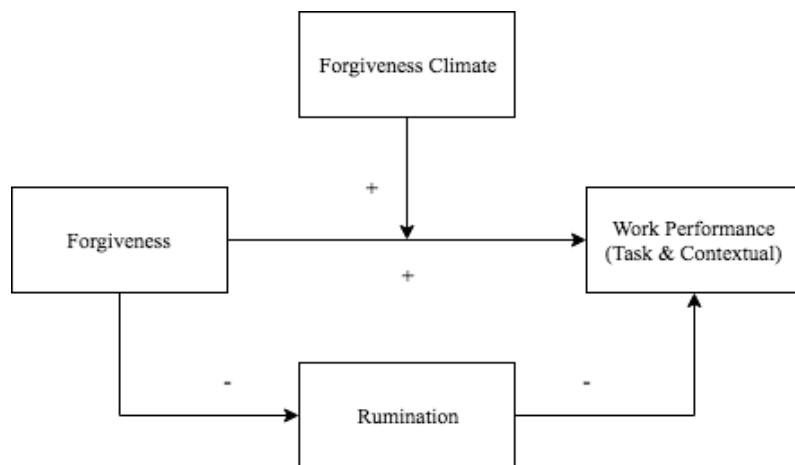 Forgiveness Climate
+
Forgiveness
Work Performance
(Task & Contextual)
+
-
-
Rumination